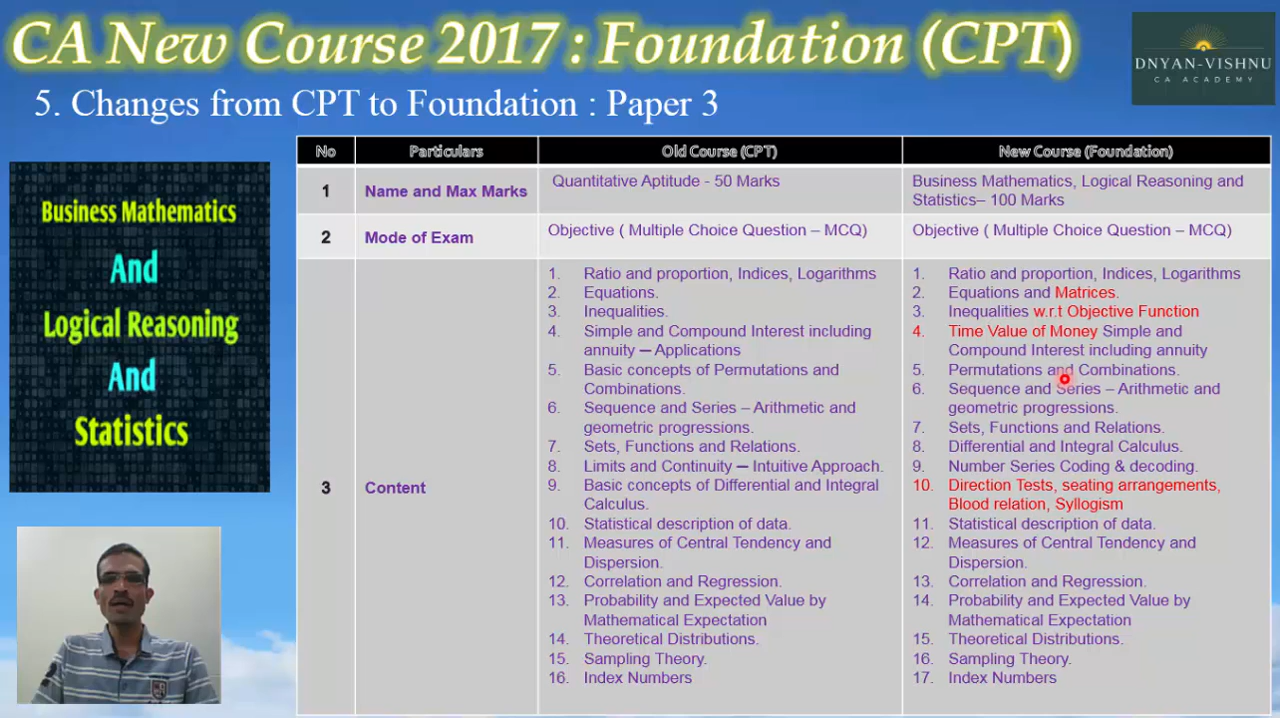 CA New Course 2017 : Foundation (CPT)
DNYAN-VISHNU
CA ACADEMY
5. Changes from CPT to Foundation : Paper 3
Business Mathematics
And
Logical Reasoning
And
Statistics
No Particulars Old Course (CPT) New Course (Foundation)
1 Name and Max Marks
Quantitative Aptitude - 50 Marks
Business Mathematics, Logical Reasoning and
Statistics– 100 Marks
2 Mode of Exam
Objective ( Multiple Choice Question – MCQ)
Objective ( Multiple Choice Question – MCQ)
3 Content
1. Ratio and proportion, Indices, Logarithms
2. Equations.
3. Inequalities.
4. Simple and Compound Interest including
annuity — Applications
5. Basic concepts of Permutations and
Combinations.
6. Sequence and Series – Arithmetic and
geometric progressions.
7. Sets, Functions and Relations.
8. Limits and Continuity — Intuitive Approach.
9. Basic concepts of Differential and Integral
Calculus.
10. Statistical description of data.
11. Measures of Central Tendency and
Dispersion.
12. Correlation and Regression.
13. Probability and Expected Value by
Mathematical Expectation
14. Theoretical Distributions.
15. Sampling Theory.
16. Index Numbers
1. Ratio and proportion, Indices, Logarithms
2. Equations and Matrices.
3. Inequalities w.r.t Objective Function
4. Time Value of Money Simple and
Compound Interest including annuity
5. Permutations and Combinations.
6. Sequence and Series – Arithmetic and
geometric progressions.
7. Sets, Functions and Relations.
8. Differential and Integral Calculus.
9. Number Series Coding & decoding.
10. Direction Tests, seating arrangements,
Blood relation, Syllogism
11. Statistical description of data.
12. Measures of Central Tendency and
Dispersion.
13. Correlation and Regression.
14. Probability and Expected Value by
Mathematical Expectation
15. Theoretical Distributions.
16. Sampling Theory.
17. Index Numbers